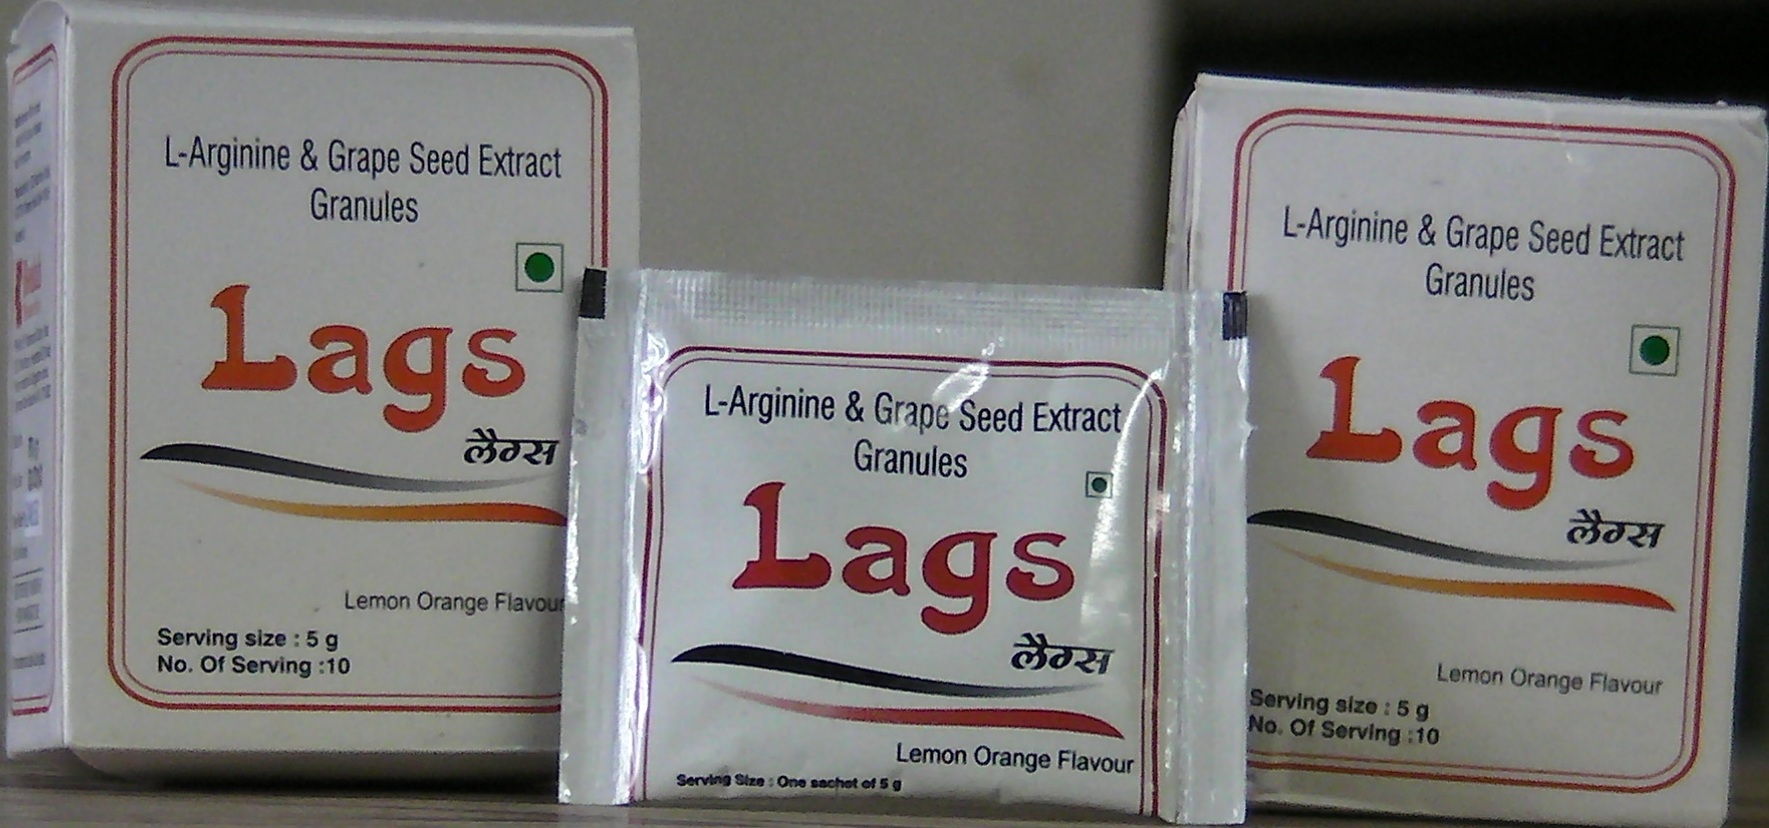 L-Arginine & Grape Seed Extract
Granules
Lags
लैग्स
Lemon Orange Flavour
Serving size : 5 g
No. Of Serving :10
L-Arginine & Grape Seed Extract
Granules
Lags
लैग्स
Lemon Orange Flavour
Serving Size : One sachet of 5 g
L-Arginine & Grape Seed Extract
Granules
Lags
लैग्स
Lemon Orange Flavour
Serving size : 5 g
No. Of Serving :10